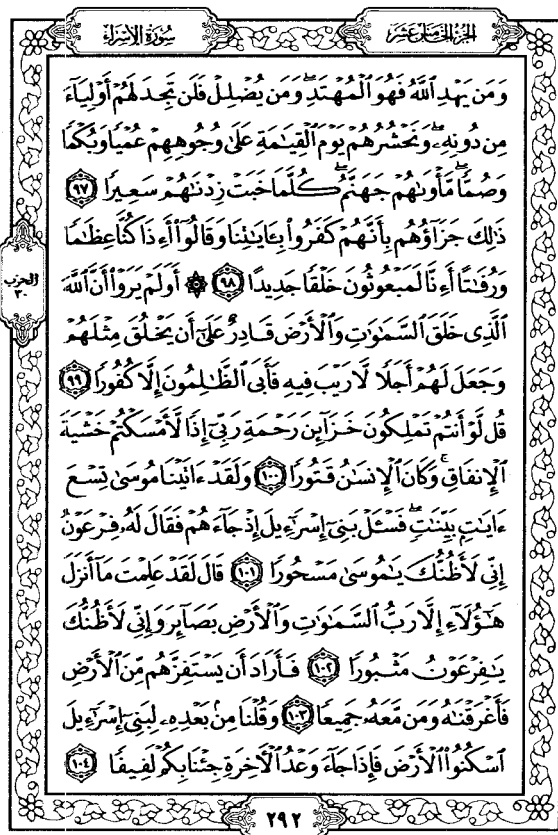 الجزء الخامس عشر
سورة الإسراء
وَمَن يَهْدِ ٱللَّهُ فَهُوَ ٱلْمُهْتَدِ ۖ وَمَن يُضْلِلْ فَلَن تَجِدَ لَهُمْ أَوْلِيَآءَ
مِن دُونِهِۦ ۖ وَنَحْشُرُهُمْ يَوْمَ ٱلْقِيَٰمَةِ عَلَىٰ وُجُوهِهِمْ عُمْيًا وَبُكْمًا
وَصُمًّا ۖ مَّأْوَىٰهُمْ جَهَنَّمُ ۖ كُلَّمَا خَبَتْ زِدْنَٰهُمْ سَعِيرًا ﴿٩٧﴾
ذَٰلِكَ جَزَآؤُهُم بِأَنَّهُمْ كَفَرُوا۟ بِـَٔايَٰتِنَا وَقَالُوٓا۟ أَءِذَا كُنَّا عِظَٰمًا
وَرُفَٰتًا أَءِنَّا لَمَبْعُوثُونَ خَلْقًا جَدِيدًا ﴿٩٨﴾ ۞ أَوَلَمْ يَرَوْا۟ أَنَّ ٱللَّهَ
الحزب
٣٠
ٱلَّذِى خَلَقَ ٱلسَّمَٰوَٰتِ وَٱلْأَرْضَ قَادِرٌ عَلَىٰٓ أَن يَخْلُقَ مِثْلَهُمْ
وَجَعَلَ لَهُمْ أَجَلًا لَّا رَيْبَ فِيهِ فَأَبَى ٱلظَّٰلِمُونَ إِلَّا كُفُورًا ﴿٩٩﴾
قُل لَّوْ أَنتُمْ تَمْلِكُونَ خَزَآئِنَ رَحْمَةِ رَبِّىٓ إِذًا لَّأَمْسَكْتُمْ خَشْيَةَ
ٱلْإِنفَاقِ ۚ وَكَانَ ٱلْإِنسَٰنُ قَتُورًا ﴿١٠٠﴾ وَلَقَدْ ءَاتَيْنَا مُوسَىٰ تِسْعَ
ءَايَٰتٍۭ بَيِّنَٰتٍ ۖ فَسْـَٔلْ بَنِىٓ إِسْرَٰٓءِيلَ إِذْ جَآءَهُمْ فَقَالَ لَهُۥ فِرْعَوْنُ
إِنِّى لَأَظُنُّكَ يَٰمُوسَىٰ مَسْحُورًا ﴿١٠١﴾ قَالَ لَقَدْ عَلِمْتَ مَآ أَنزَلَ
هَٰٓؤُلَآءِ إِلَّا رَبُّ ٱلسَّمَٰوَٰتِ وَٱلْأَرْضِ بَصَآئِرَ وَإِنِّى لَأَظُنُّكَ
يَٰفِرْعَوْنُ مَثْبُورًا ﴿١٠٢﴾ فَأَرَادَ أَن يَسْتَفِزَّهُم مِّنَ ٱلْأَرْضِ
فَأَغْرَقْنَٰهُ وَمَن مَّعَهُۥ جَمِيعًا ﴿١٠٣﴾ وَقُلْنَا مِنۢ بَعْدِهِۦ لِبَنِىٓ إِسْرَٰٓءِيلَ
ٱسْكُنُوا۟ ٱلْأَرْضَ فَإِذَا جَآءَ وَعْدُ ٱلْءَاخِرَةِ جِئْنَا بِكُمْ لَفِيفًا ﴿١٠٤﴾
٢٩٢